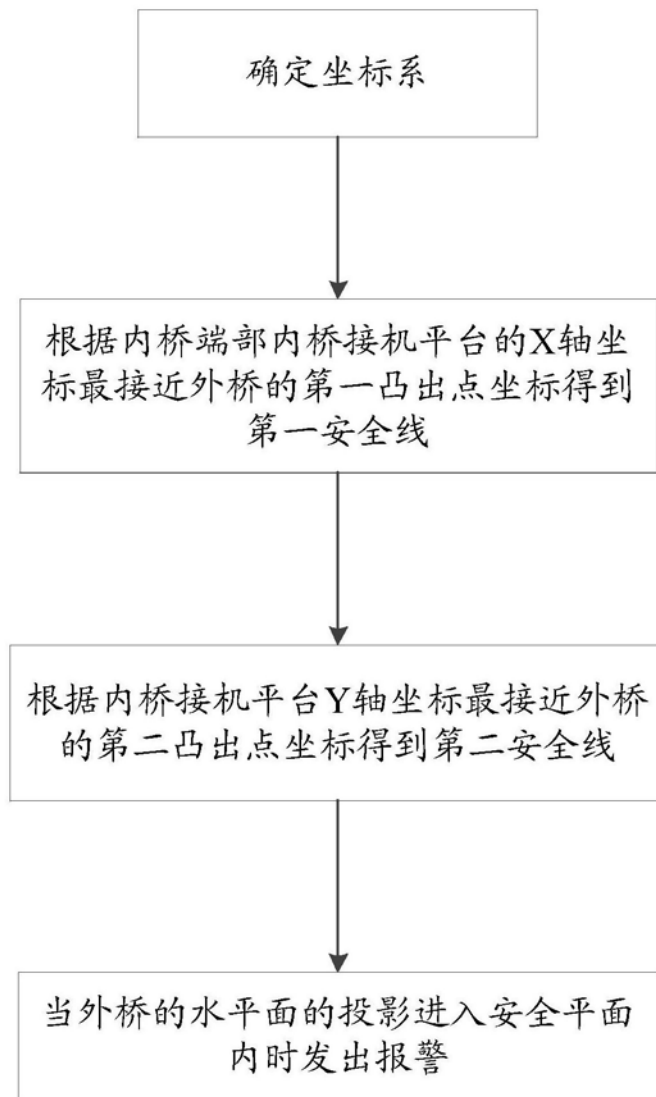 确定坐标系
根据内桥端部内桥接机平台的X轴坐
标最接近外桥的第一凸出点坐标得到
第一安全线
根据内桥接机平台Y轴坐标最接近外桥
的第二凸出点坐标得到第二安全线
当外桥的水平面的投影进入安全平面
内时发出报警